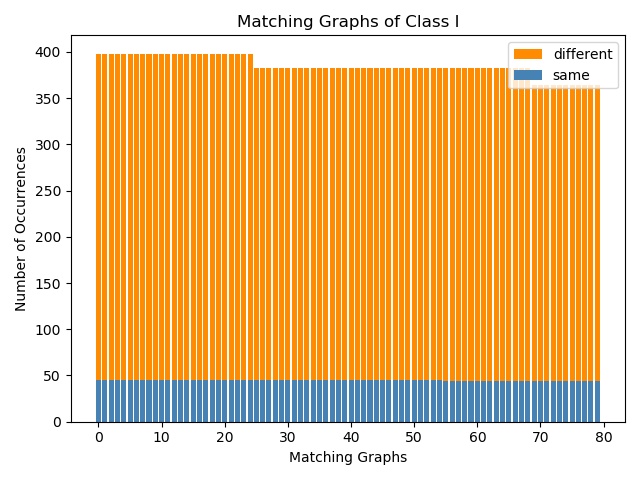 Matching Graphs of Class I
different
same
400
350
300
250
200
150
100
50
0
Number of Occurrences
0 10 20 30 40 50 60 70 80
Matching Graphs